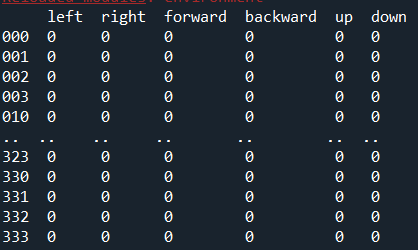 Reloaded modules: environment
left right forward backward up down
000 0 0 0 0 0 0
001 0 0 0 0 0 0
002 0 0 0 0 0 0
003 0 0 0 0 0 0
010 0 0 0 0 0 0
.. .. .. .. .. .. ..
323 0 0 0 0 0 0
330 0 0 0 0 0 0
331 0 0 0 0 0 0
332 0 0 0 0 0 0
333 0 0 0 0 0 0